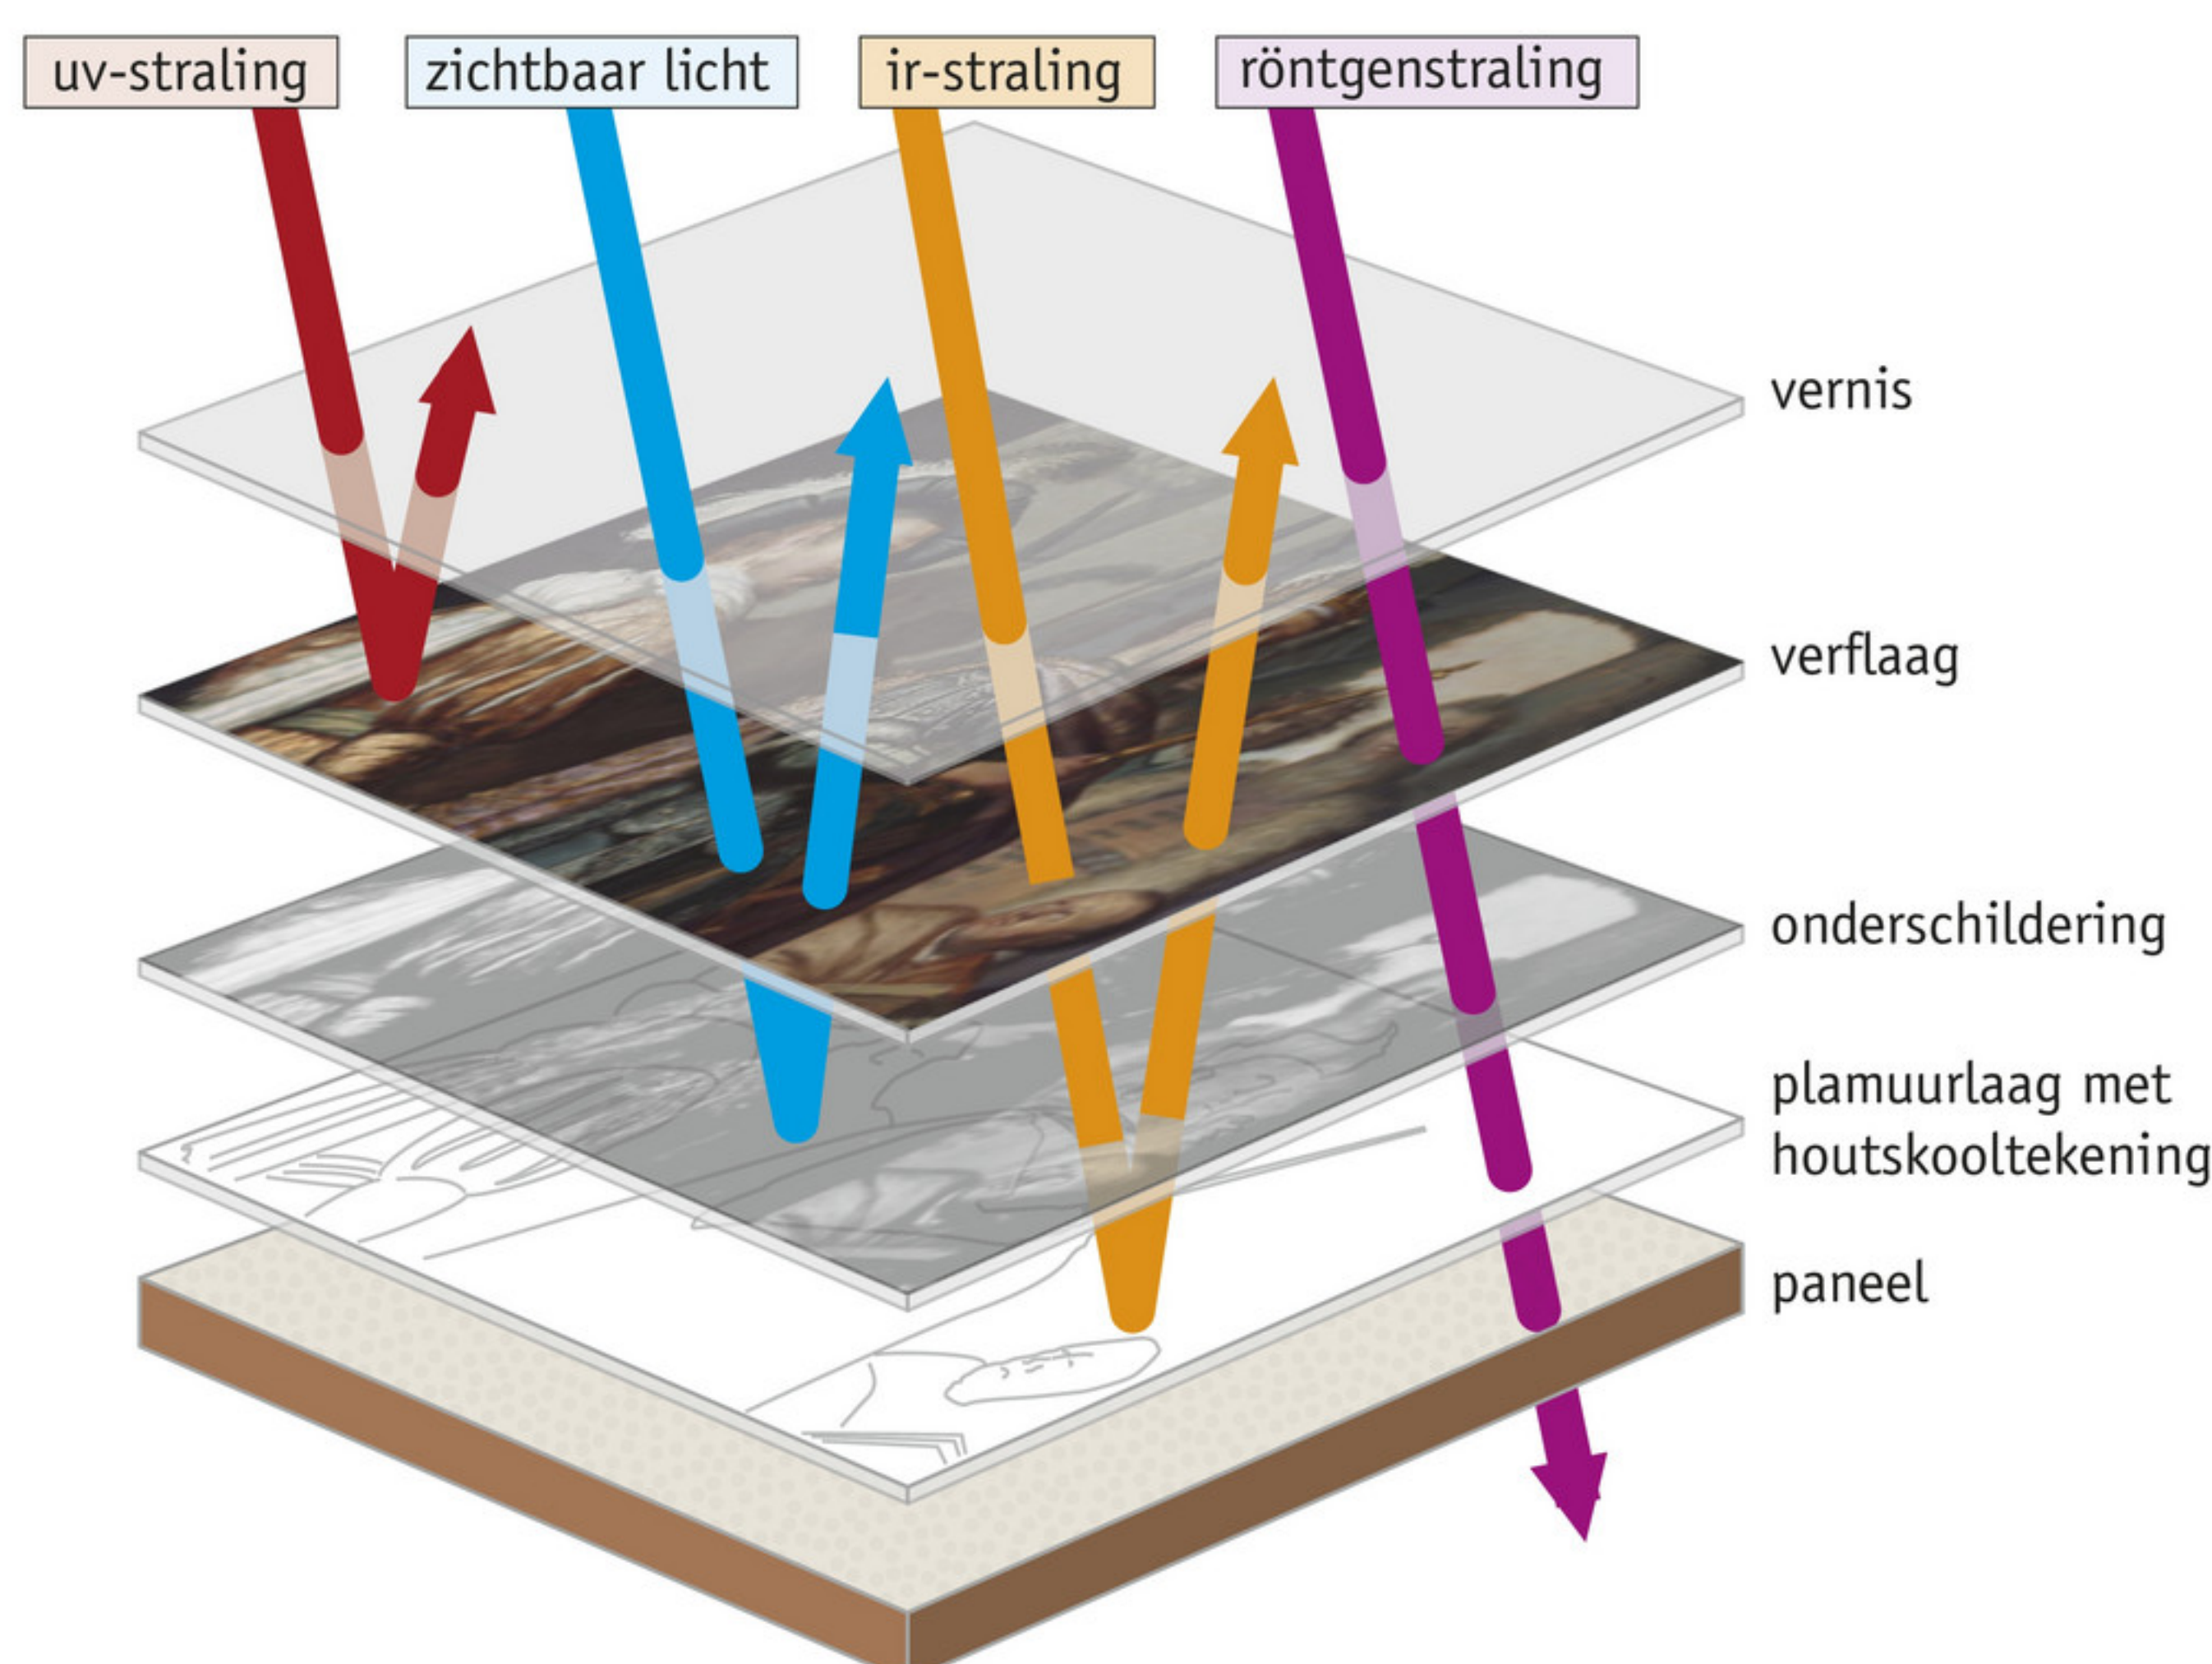 uv-straling
zichtbaar licht
ir-straling
röntgenstraling
vernis
verflaag
onderschildering
plamuurlaag met
houtskooltekening
paneel